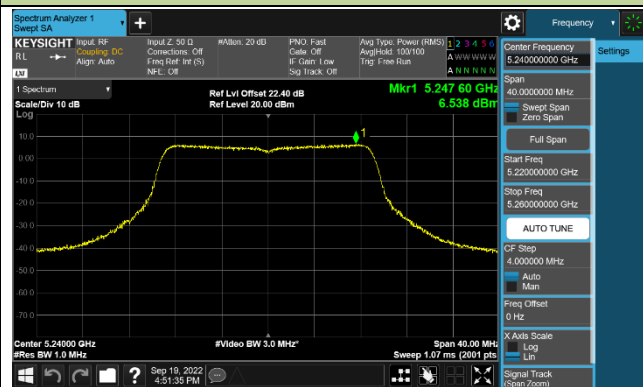 Spectrum Analyzer 1
Swept SA
Frequency
KEYSIGHT
RL
LXI
Input: RF
Coupling: DC
Align: Auto
Input Z: 50 Ω
Corrections: Off
Freq Ref: Int (S)
NFE: Off
#Atten: 20 dB
PNO: Fast
Gate: Off
IF Gain: Low
Sig Track: Off
Avg Type: Power (RMS)
Avg|Hold: 100/100
Trig: Free Run
1 2 3 4 5 6
A W W W W W
A N N N N N
1 Spectrum
Scale/Div 10 dB
Log
Ref Lvl Offset 22.40 dB
Ref Level 20.00 dBm
Mkr1 5.247 60 GHz
6.538 dBm
1
10.0
0.00
-10.0
-20.0
-30.0
-40.0
-50.0
-60.0
-70.0
Center 5.24000 GHz
#Res BW 1.0 MHz
#Video BW 3.0 MHz*
Span 40.00 MHz
Sweep 1.07 ms (2001 pts)
Sep 19, 2022
4:51:35 PM
Center Frequency
5.240000000 GHz
Settings
Span
40.0000000 MHz
Swept Span
Zero Span
Full Span
Start Freq
5.220000000 GHz
Stop Freq
5.260000000 GHz
AUTO TUNE
CF Step
4.000000 MHz
Auto
Man
Freq Offset
0 Hz
X Axis Scale
Log
Lin
Signal Track
(Span Zoom)